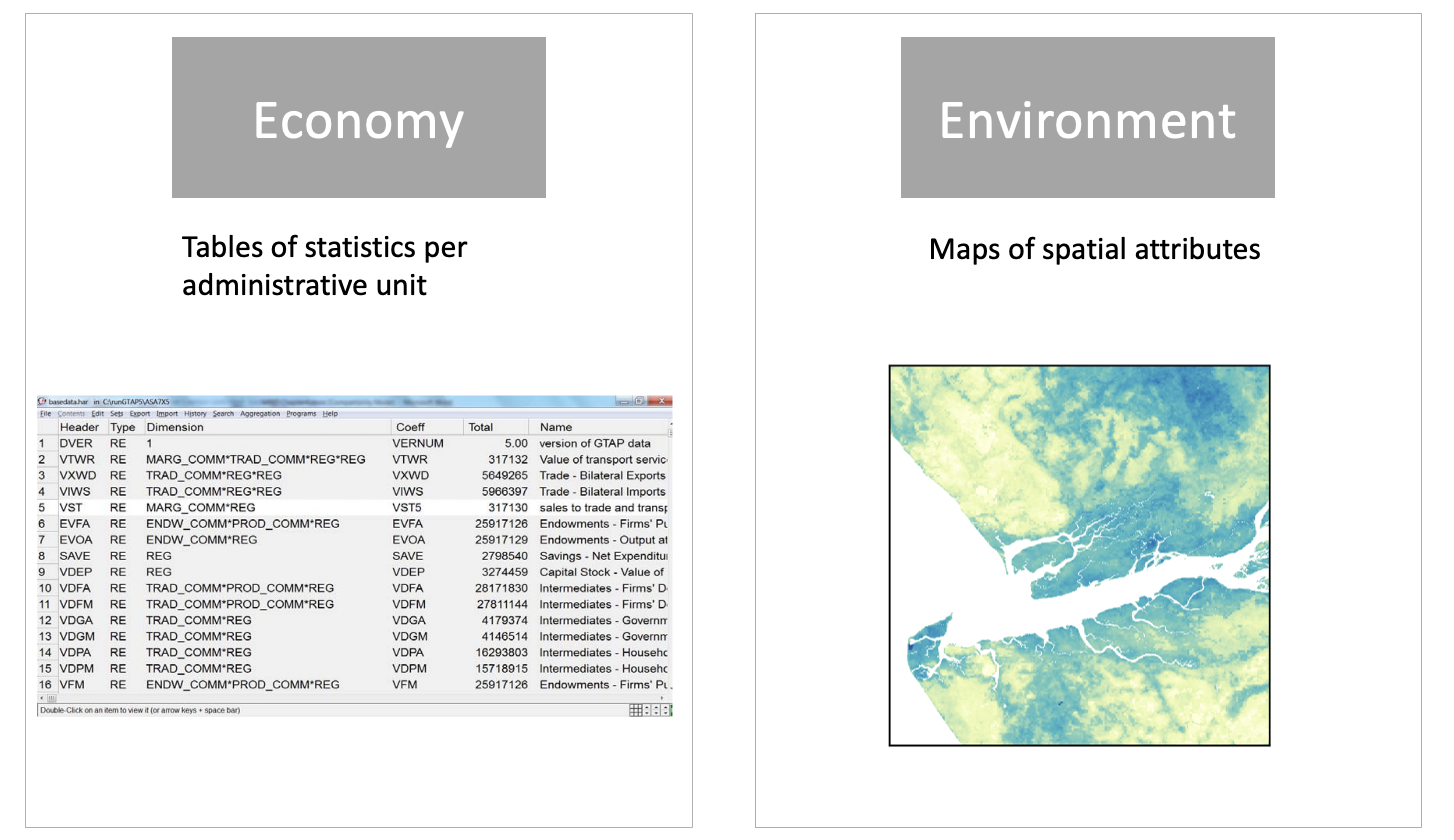 Economy
Tables of statistics per
administrative unit
basedata.har in C:\runGTAP5\ASA7X5
File Contents Edit Sets Export Import History Search Aggregation Programs Help
Header Type Dimension Coeff Total Name
1 DVER RE 1 VERNUM 5.00 version of GTAP data
2 VTWR RE MARG_COMM*TRAD_COMM*REG*REG VTWR 317132 Value of transport servic
3 VXWD RE TRAD_COMM*REG*REG VXWD 5649265 Trade - Bilateral Exports
4 VIWS RE TRAD_COMM*REG*REG VIWS 5966397 Trade - Bilateral Imports
5 VST RE MARG_COMM*REG VST5 317130 sales to trade and transp
6 EVFA RE ENDW_COMM*PROD_COMM*REG EVFA 25917126 Endowments - Firms' Pu
7 EVOA RE ENDW_COMM*REG EVOA 25917129 Endowments - Output at
8 SAVE RE REG SAVE 2798540 Savings - Net Expenditu
9 VDEP RE REG VDEP 3274459 Capital Stock - Value of
10 VDFA RE TRAD_COMM*PROD_COMM*REG VDFA 28171830 Intermediates - Firms' D
11 VDFM RE TRAD_COMM*PROD_COMM*REG VDFM 27811144 Intermediates - Firms' D
12 VDGA RE TRAD_COMM*REG VDGA 4179374 Intermediates - Governm
13 VDGM RE TRAD_COMM*REG VDGM 4146514 Intermediates - Governm
14 VDPA RE TRAD_COMM*REG VDPA 16293803 Intermediates - Househo
15 VDPM RE TRAD_COMM*REG VDPM 15718915 Intermediates - Househo
16 VFM RE ENDW_COMM*PROD_COMM*REG VFM 25917126 Endowments - Firms' Pu
Double-Click on an item to view it (or arrow keys + space bar)
Environment
Maps of spatial attributes